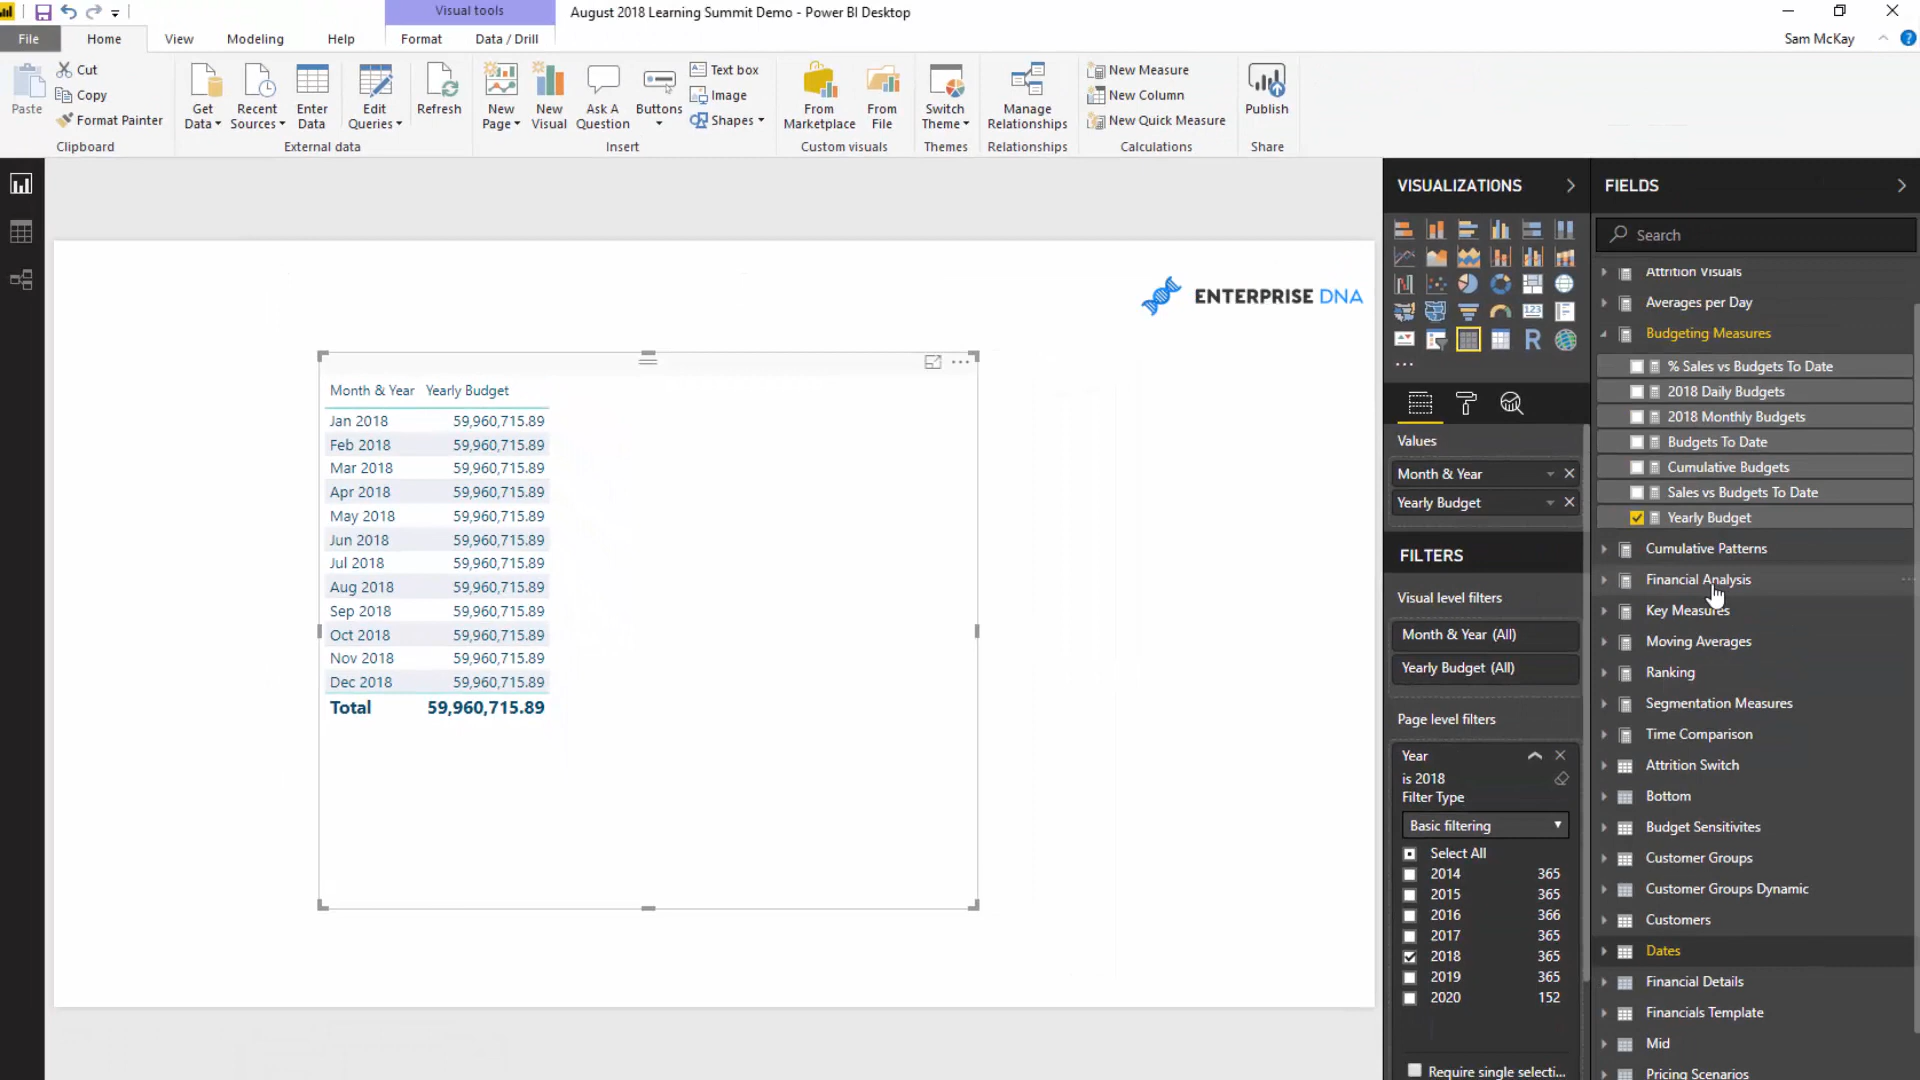 Visual tools
August 2018 Learning Summit Demo - Power BI Desktop
File Home View Modeling Help Format Data / Drill
Sam McKay
Paste
Cut
Copy
Format Painter
Clipboard
Get Data
Recent Sources
Enter Data
Edit Queries
Refresh
External data
New Page
New Visual
Ask A Question
Buttons
Text box
Image
Shapes
Insert
From Marketplace
From File
Custom visuals
Switch Theme
Themes
Manage Relationships
Relationships
New Measure
New Column
New Quick Measure
Calculations
Publish
Share
ENTERPRISE DNA
Month & Year Yearly Budget
Jan 2018 59,960,715.89
Feb 2018 59,960,715.89
Mar 2018 59,960,715.89
Apr 2018 59,960,715.89
May 2018 59,960,715.89
Jun 2018 59,960,715.89
Jul 2018 59,960,715.89
Aug 2018 59,960,715.89
Sep 2018 59,960,715.89
Oct 2018 59,960,715.89
Nov 2018 59,960,715.89
Dec 2018 59,960,715.89
Total 59,960,715.89
VISUALIZATIONS
R
123
Values
Month & Year
Yearly Budget
FILTERS
Visual level filters
Month & Year (All)
Yearly Budget (All)
Page level filters
Year
is 2018
Filter Type
Basic filtering
Select All
2014 365
2015 365
2016 366
2017 365
2018 365
2019 365
2020 152
Require single selecti...
FIELDS
Search
Attrition Visuals
Averages per Day
Budgeting Measures
% Sales vs Budgets To Date
2018 Daily Budgets
2018 Monthly Budgets
Budgets To Date
Cumulative Budgets
Sales vs Budgets To Date
Yearly Budget
Cumulative Patterns
Financial Analysis
Key Measures
Moving Averages
Ranking
Segmentation Measures
Time Comparison
Attrition Switch
Bottom
Budget Sensitivites
Customer Groups
Customer Groups Dynamic
Customers
Dates
Financial Details
Financials Template
Mid
Pricing Scenarios